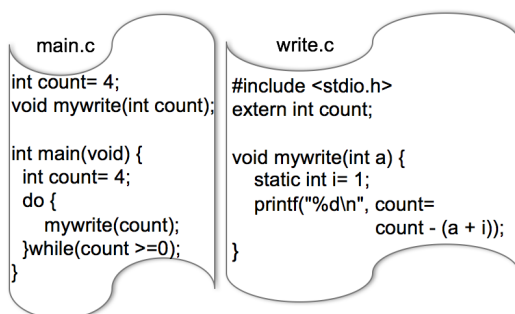 main.c
int count= 4;
void mywrite(int count);
int main(void) {
int count= 4;
do {
mywrite(count);
}while(count >=0);
}
write.c
#include <stdio.h>
extern int count;
void mywrite(int a) {
static int i= 1;
printf("%d\n", count=
count - (a + i));
}